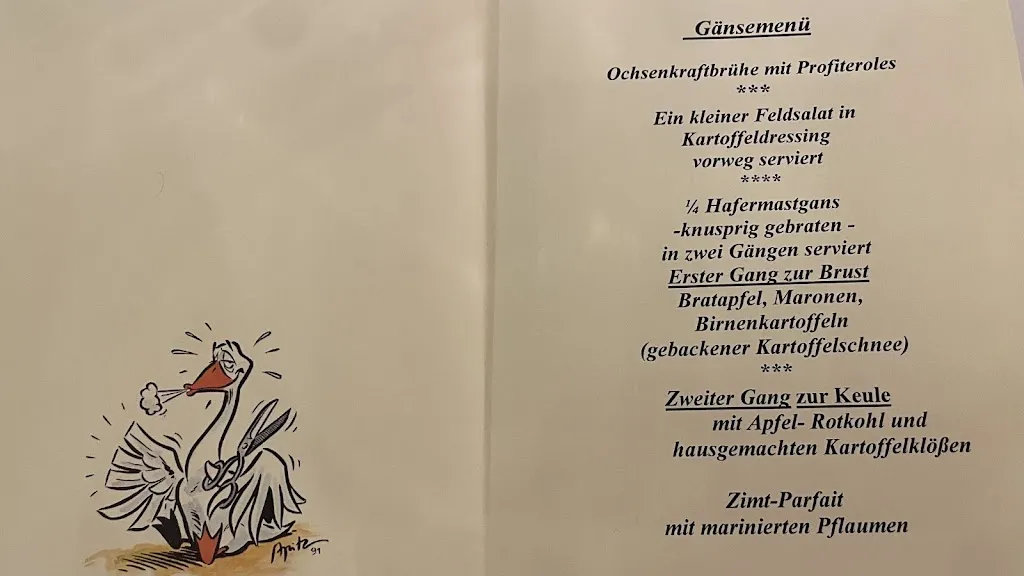 Gänsemenü
Ochsenkraftbrühe mit Profiteroles
***
Ein kleiner Feldsalat in
Kartoffeldressing
vorweg serviert
****
¼ Hafermastgans
-knusprig gebraten -
in zwei Gängen serviert
Erster Gang zur Brust
Bratapfel, Maronen,
Birnenkartoffeln
(gebackener Kartoffelschnee)
***
Zweiter Gang zur Keule
mit Apfel- Rotkohl und
hausgemachten Kartoffelklößen
Zimt-Parfait
mit marinierten Pflaumen
Apitz 91